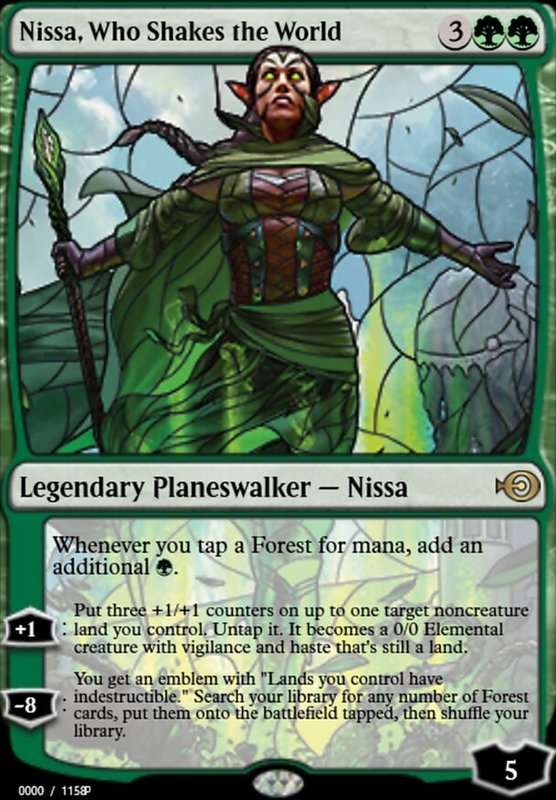 Nissa, Who Shakes the World 3
Legendary Planeswalker — Nissa
Whenever you tap a Forest for mana, add an
additional .
+1 : Put three +1/+1 counters on up to one target noncreature
land you control. Untap it. It becomes a 0/0 Elemental
creature with vigilance and haste that's still a land.
-8 : You get an emblem with "Lands you control have
indestructible." Search your library for any number of Forest
cards, put them onto the battlefield tapped, then shuffle your
library.
5
0000 / 1158P